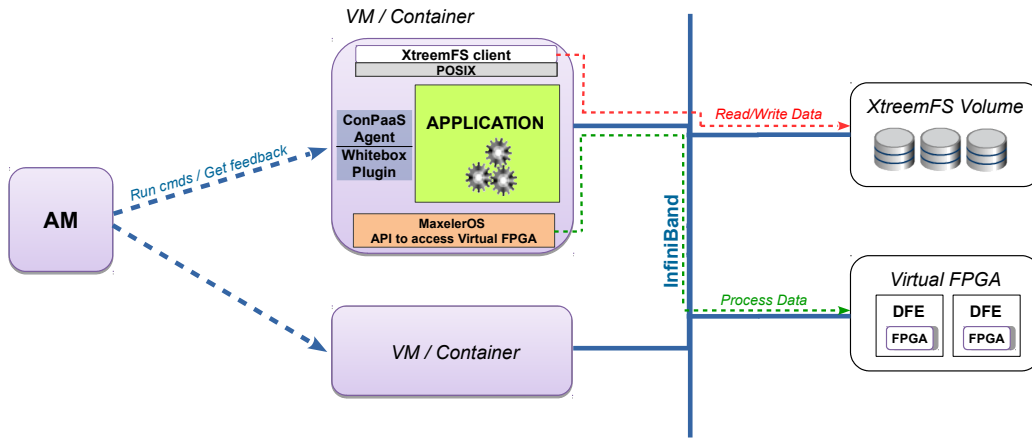 VM / Container
XtreemFS client
POSIX
ConPaaS
Agent
Whitebox
Plugin
APPLICATION
MaxelerOS
API to access Virtual FPGA
AM
Run cmds / Get feedback
VM / Container
InfiniBand
Read/Write Data
XtreemFS Volume
Process Data
Virtual FPGA
DFE
FPGA
DFE
FPGA